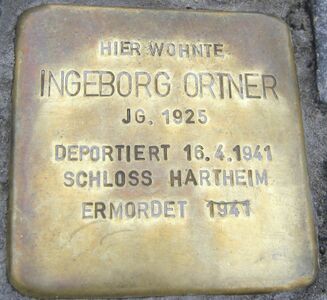 HIER WOHNTE
INGEBORG ORTNER
JG. 1925
DEPORTIERT 16.4.1941
SCHLOSS HARTHEIM
ERMORDET 1941